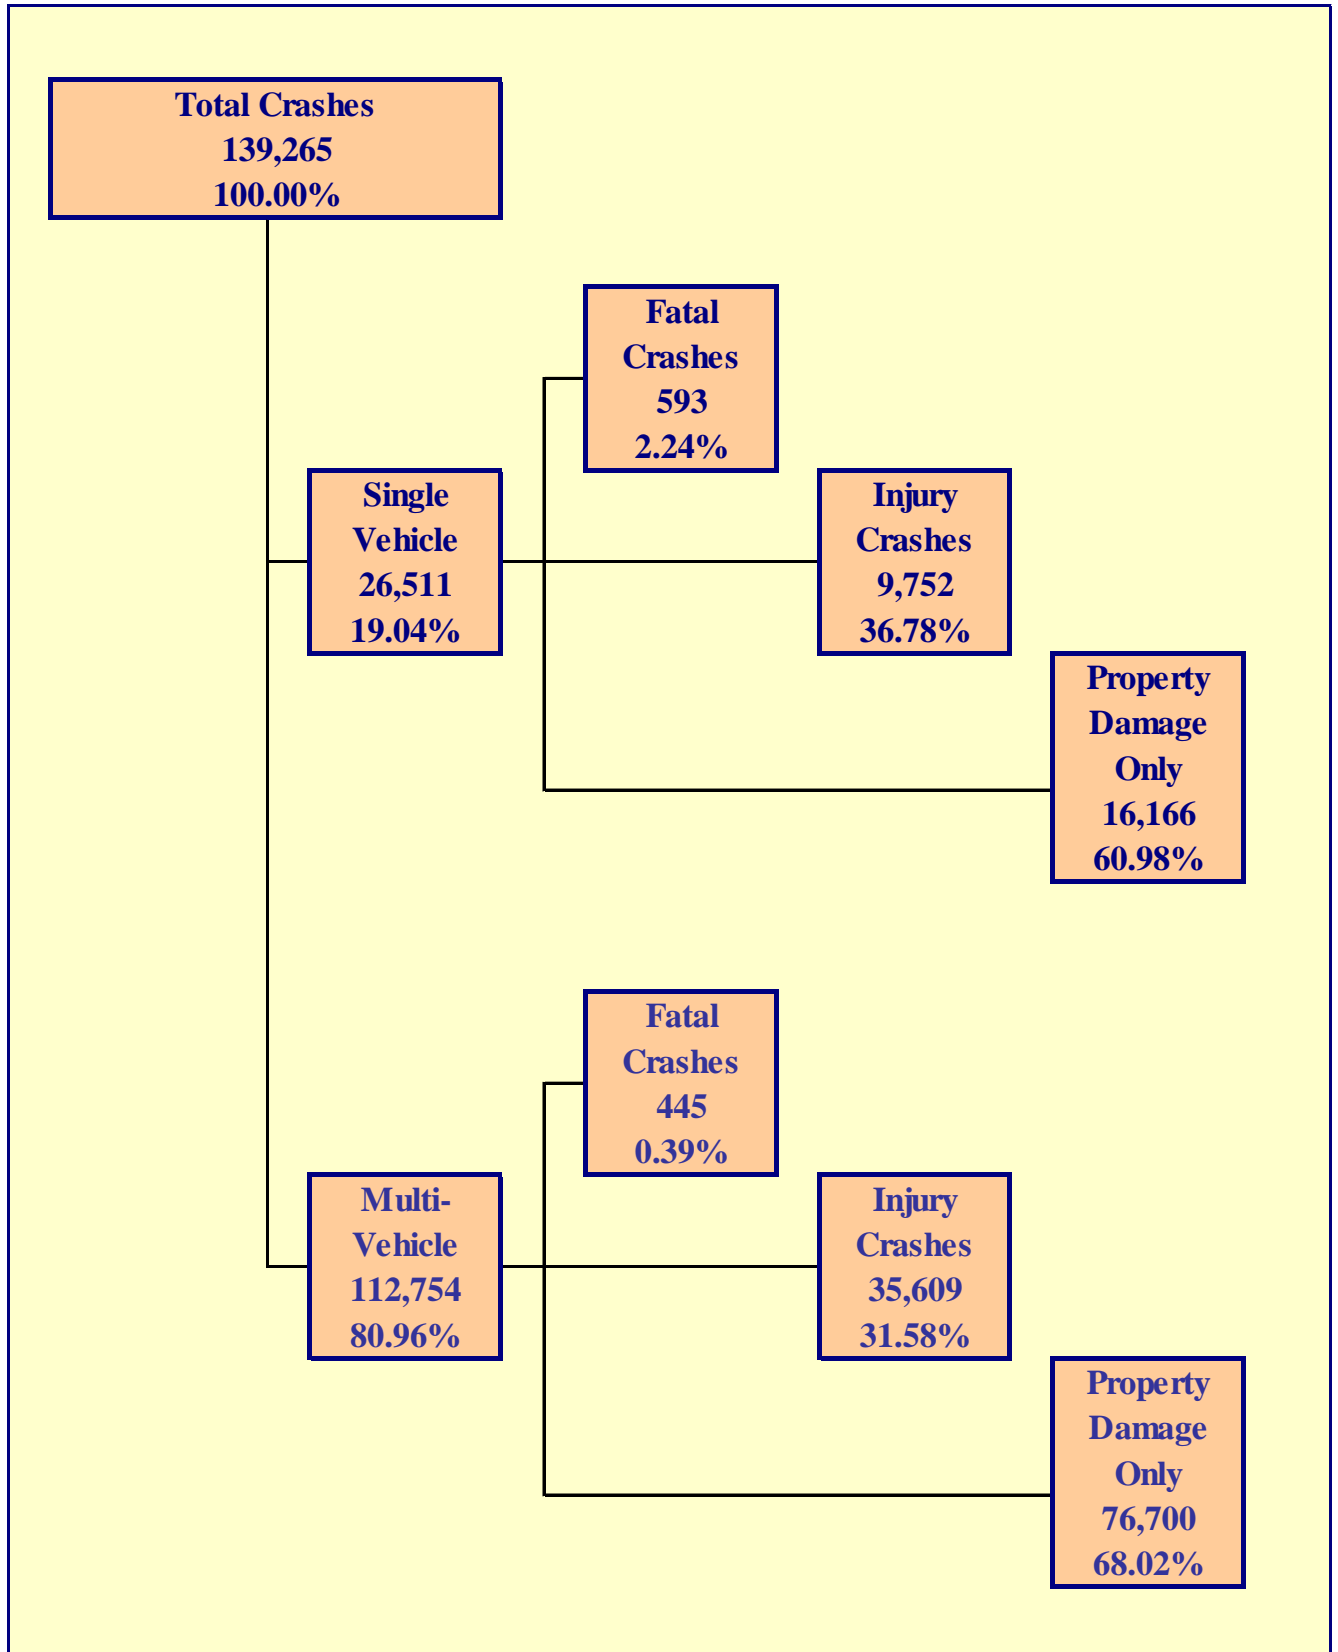 Total Crashes
139,265
100.00%
Fatal
Crashes
593
2.24%
Single
Vehicle
26,511
19.04%
Injury
Crashes
9,752
36.78%
Property
Damage
Only
16,166
60.98%
Fatal
Crashes
445
0.39%
Multi-
Vehicle
112,754
80.96%
Injury
Crashes
35,609
31.58%
Property
Damage
Only
76,700
68.02%